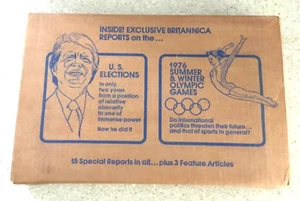 INSIDE! EXCLUSIVE BRITANNICA
REPORTS on the...
U. S.
ELECTIONS
In only
two years
from a position
of relative
obscurity
to one of
immense power
How he did it
1976
SUMMER
& WINTER
OLYMPIC
GAMES
Do international
politics threaten their future...
and that of sports in general?
15 Special Reports in all...plus 3 Feature Articles